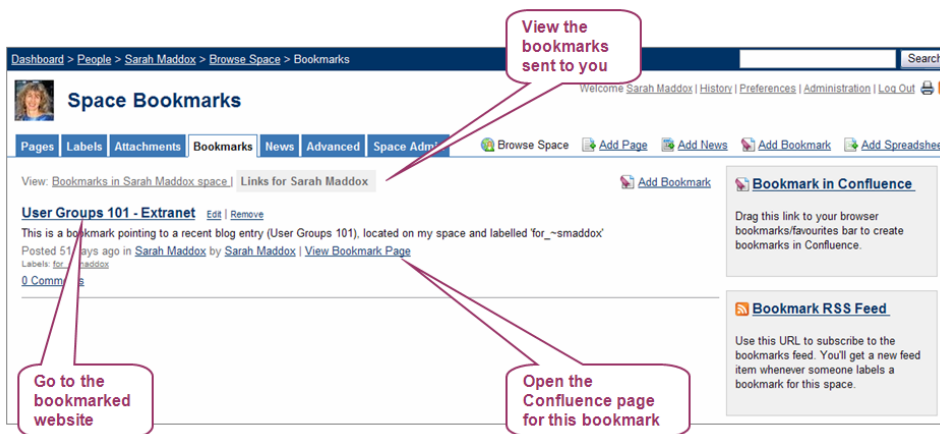 View the
bookmarks
sent to you
Dashboard > People > Sarah Maddox > Browse Space > Bookmarks
Search
Welcome Sarah Maddox | History | Preferences | Administration | Log Out
Space Bookmarks
Pages Labels Attachments Bookmarks News Advanced Space Admin
Browse Space Add Page Add News Add Bookmark Add Spreadshee
View: Bookmarks in Sarah Maddox space | Links for Sarah Maddox
Add Bookmark
User Groups 101 - Extranet Edit | Remove
This is a bookmark pointing to a recent blog entry (User Groups 101), located on my space and labelled 'for_~smaddox'
Posted 51 days ago in Sarah Maddox by Sarah Maddox | View Bookmark Page
Labels: for_~smaddox
0 Comments
Bookmark in Confluence
Drag this link to your browser
bookmarks/favourites bar to create
bookmarks in Confluence.
Bookmark RSS Feed
Use this URL to subscribe to the
bookmarks feed. You'll get a new feed
item whenever someone labels a
bookmark for this space.
Go to the
bookmarked
website
Open the
Confluence page
for this bookmark